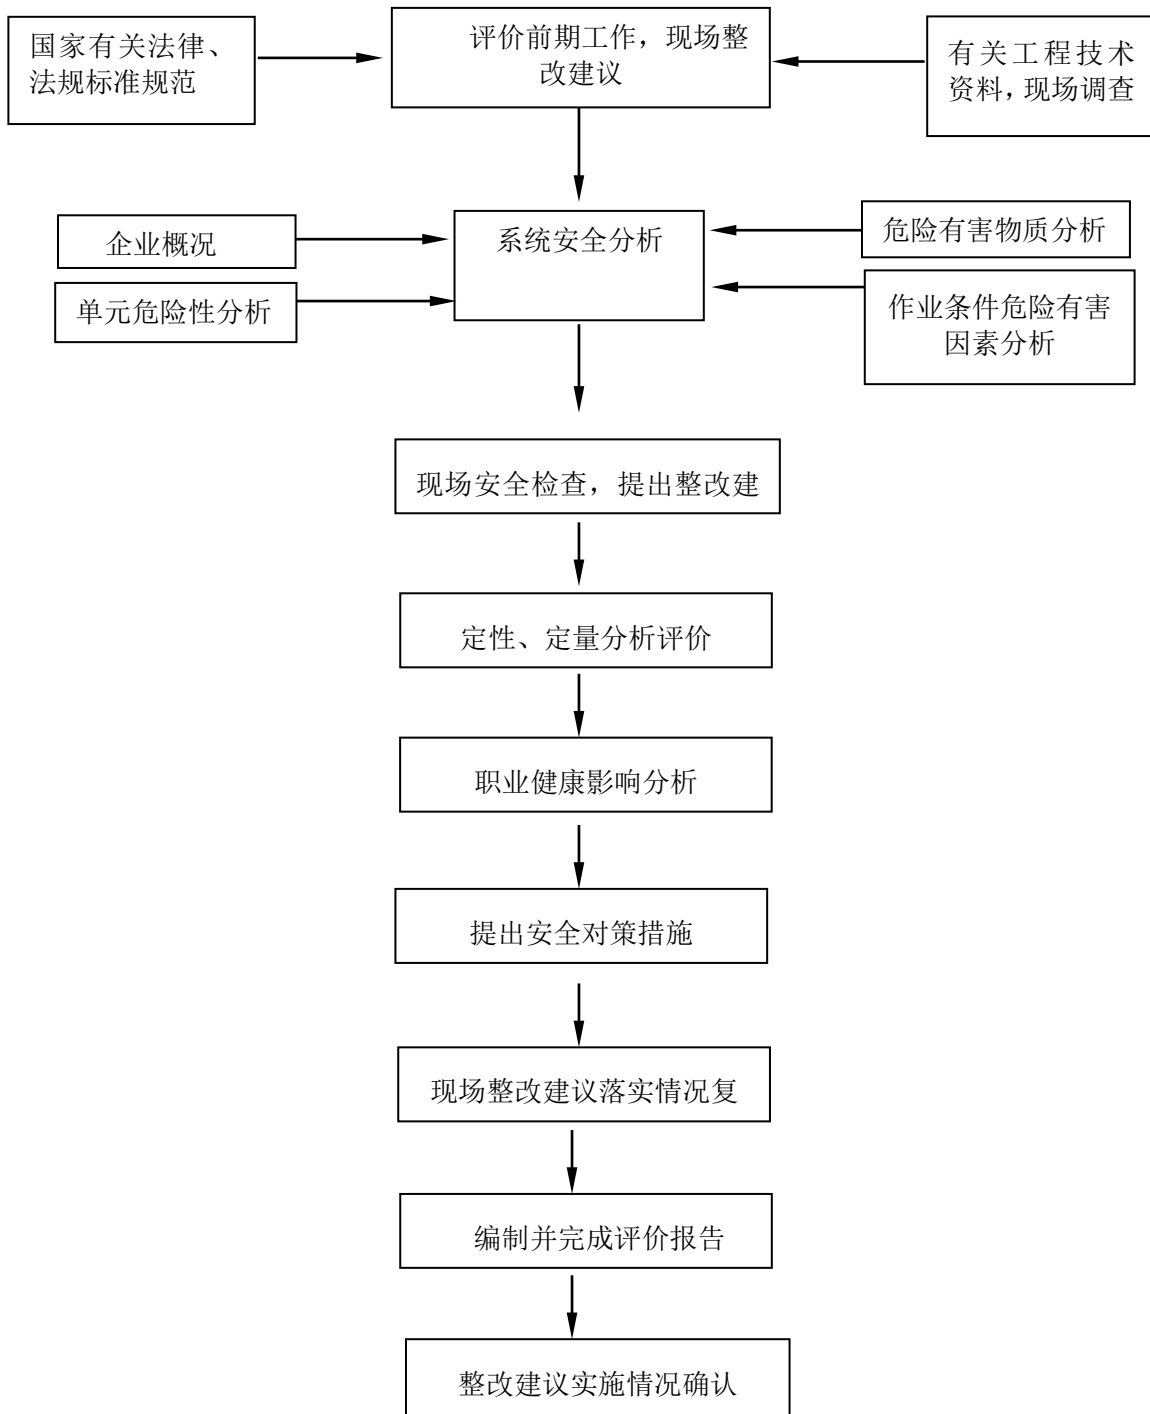 国家有关法律、
法规标准规范
评价前期工作，现场整
改建议
有关工程技术
资料，现场调查
企业概况
系统安全分析
危险有害物质分析
单元危险性分析
作业条件危险有害
因素分析
现场安全检查，提出整改建
定性、定量分析评价
职业健康影响分析
提出安全对策措施
现场整改建议落实情况复
编制并完成评价报告
整改建议实施情况确认